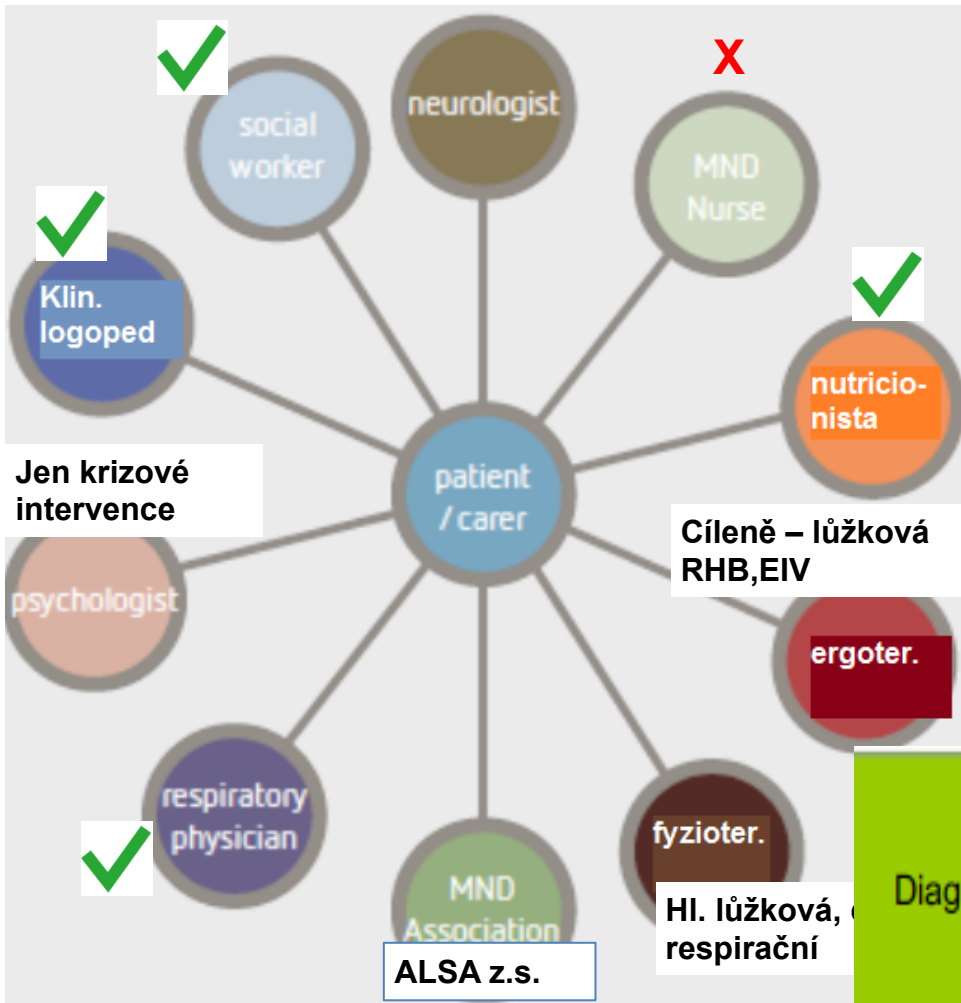 X
neurologist
social
worker
MND
Nurse
Klin.
logoped
nutricio-
nista
Jen krizové
intervence
patient
/ carer
Cíleně – lůžková
RHB,EIV
psychologist
ergoter.
respiratory
physician
fyzioter.
MND
Association
Hl. lůžková,
respirační
Diag
ALSA z.s.